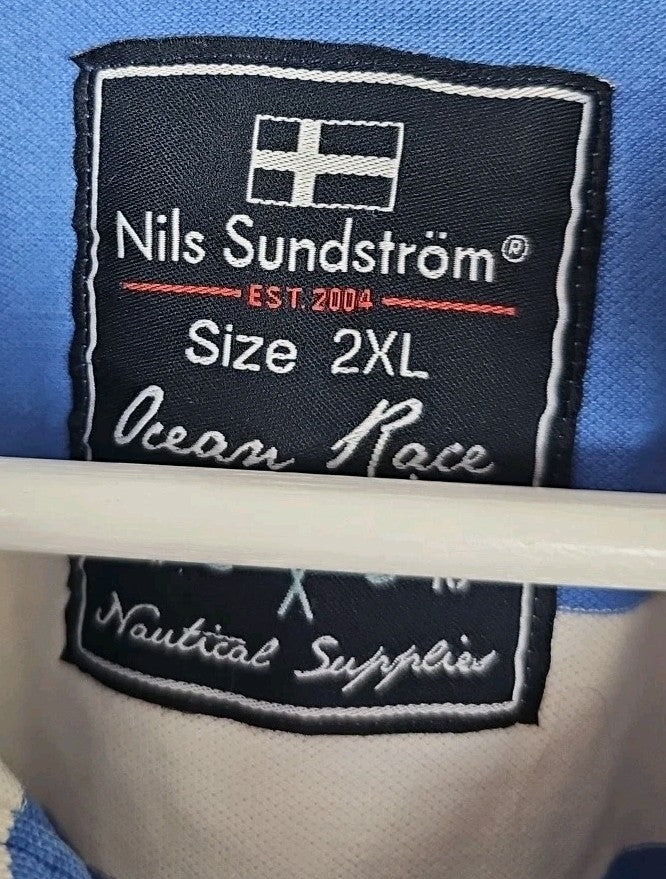 Nils Sundström®
EST. 2004
Size 2XL
Ocean Race
Nautical Supplies